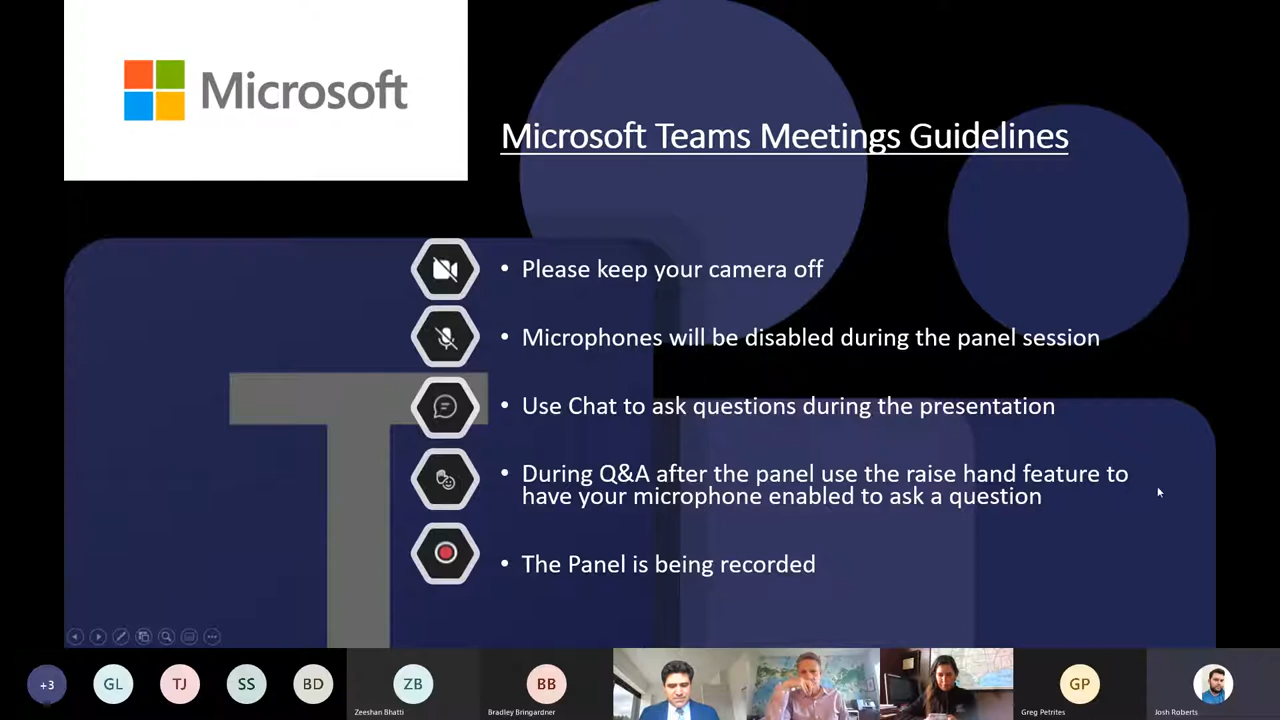 Microsoft
Microsoft Teams Meetings Guidelines
• Please keep your camera off
• Microphones will be disabled during the panel session
• Use Chat to ask questions during the presentation
• During Q&A after the panel use the raise hand feature to
have your microphone enabled to ask a question
• The Panel is being recorded
+3 GL TJ SS BD ZB BB GP
Zeeshan Bhatti Bradley Bringardner Greg Petrites Josh Roberts